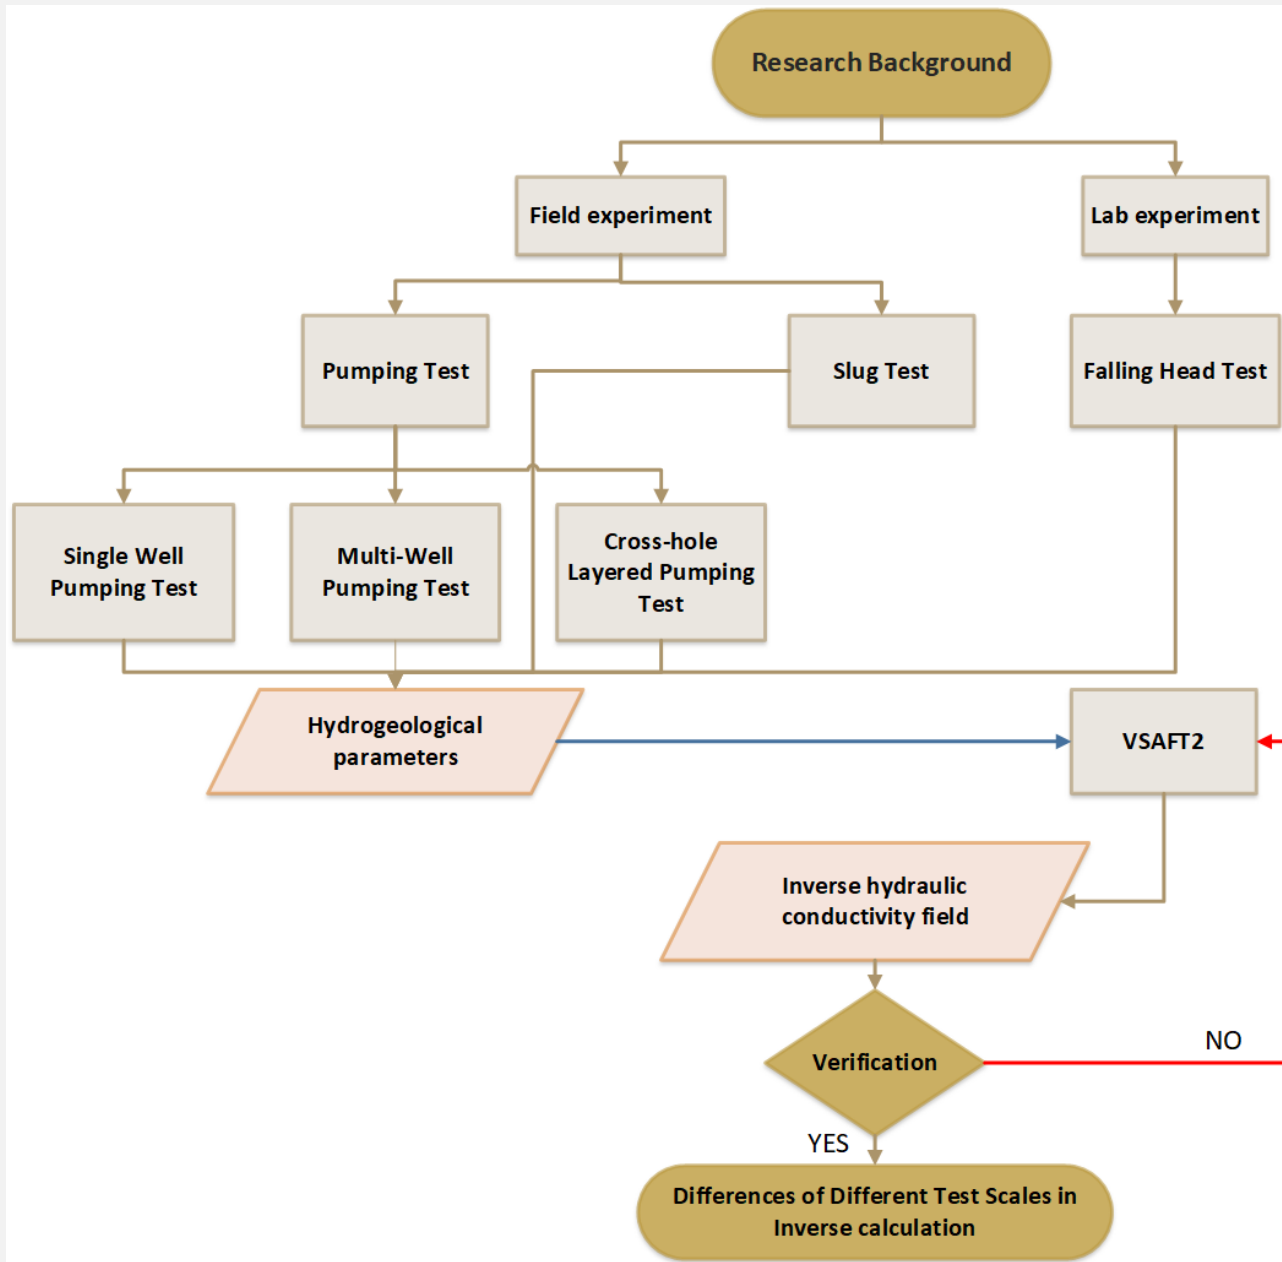 Research Background
Field experiment
Lab experiment
Pumping Test
Slug Test
Falling Head Test
Single Well
Pumping Test
Multi-Well
Pumping Test
Cross-hole
Layered Pumping
Test
Hydrogeological
parameters
VSAFT2
Inverse hydraulic
conductivity field
Verification
NO
YES
Differences of Different Test Scales in
Inverse calculation